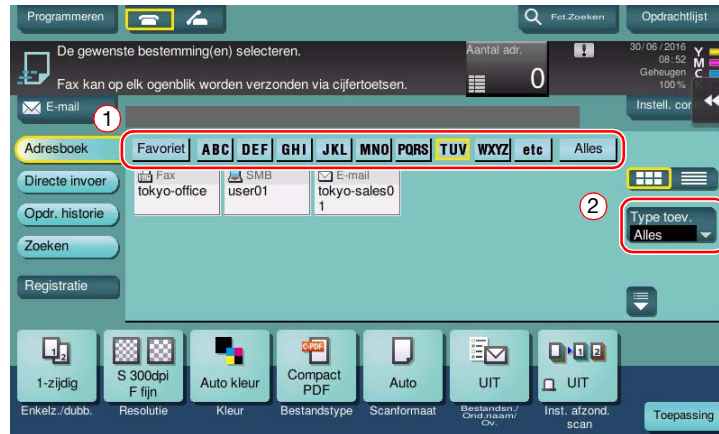 Programmeren
Fct.Zoeken
Opdrachtlijst
De gewenste bestemming(en) selecteren.
Aantal adr.
30/06/2016
08:52
Geheugen
100 %
Y
M
C
K
Fax kan op elk ogenblik worden verzonden via cijfertoetsen.
0
E-mail
1
Instell. cor
Adresboek
Favoriet ABC DEF GHI JKL MNO PQRS TUV WXYZ etc Alles
Directe invoer
Fax
tokyo-office
SMB
user01
E-mail
tokyo-sales0
1
2
Opdr. historie
Type toev.
Alles
Zoeken
Registratie
1-zijdig
S 300dpi
F fijn
Auto kleur
C-PDF
Compact
PDF
Auto
UIT
UIT
Enkelz./dubb.
Resolutie
Kleur
Bestandstype
Scanformaat
Bestandsn./
Ond.naam/
Ov.
Inst. afzond.
scan
Toepassing